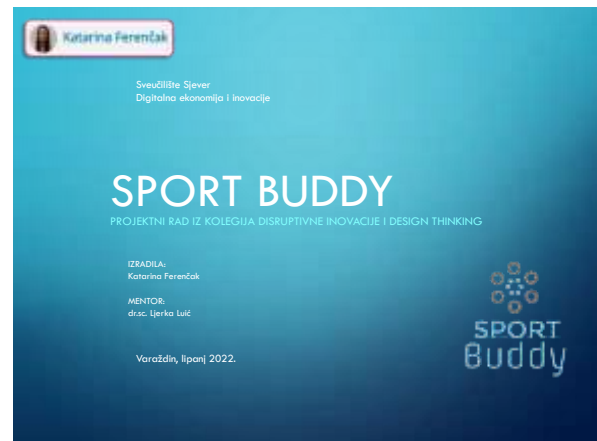 Katarina Ferenčak
Sveučilište Sjever
Digitalna ekonomija i inovacije
SPORT BUDDY
PROJEKTNI RAD IZ KOLEGIJA DISRUPTIVNE INOVACIJE I DESIGN THINKING
IZRADILA:
Katarina Ferenčak
MENTOR:
dr.sc. Ljerka Luić
Varaždin, lipanj 2022.
SPORT
Buddy